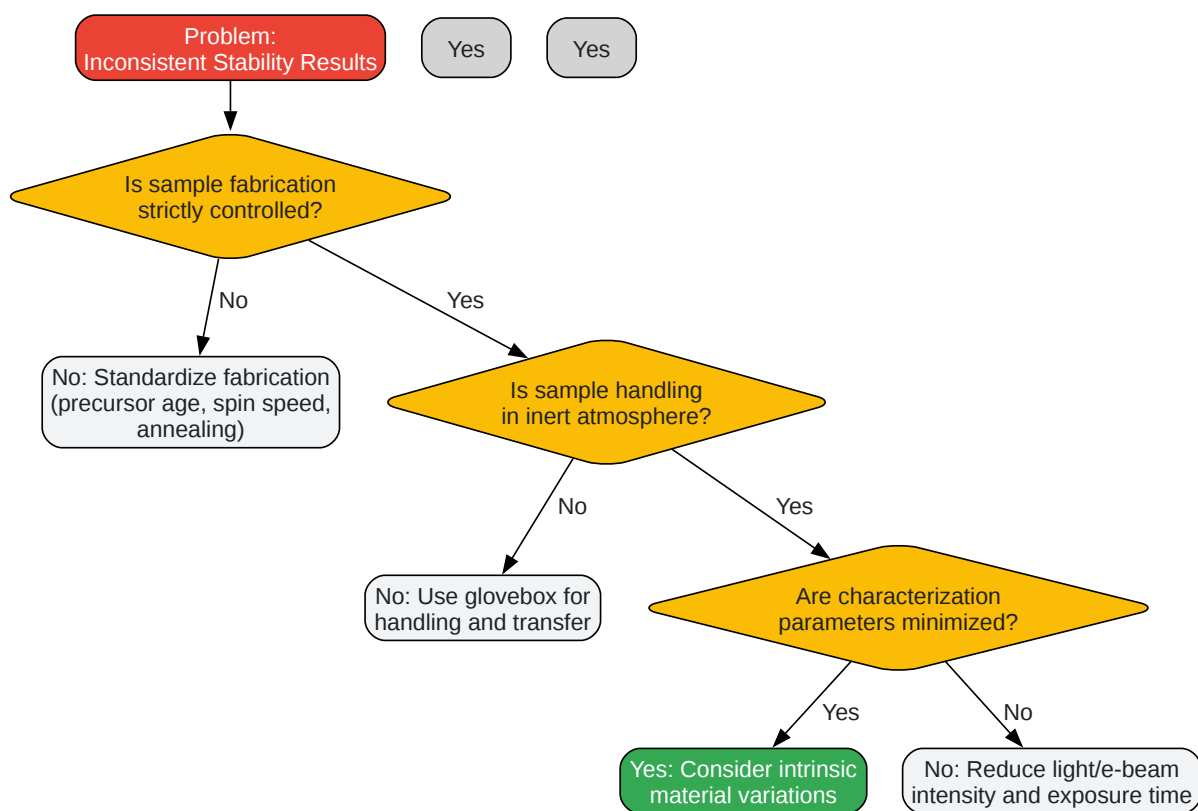 Problem:
Inconsistent Stability Results
Yes
Yes
Is sample fabrication
strictly controlled?
No
Yes
No: Standardize fabrication
(precursor age, spin speed,
annealing)
Is sample handling
in inert atmosphere?
No
Yes
No: Use glovebox for
handling and transfer
Are characterization
parameters minimized?
Yes
No
Yes: Consider intrinsic
material variations
No: Reduce light/e-beam
intensity and exposure time